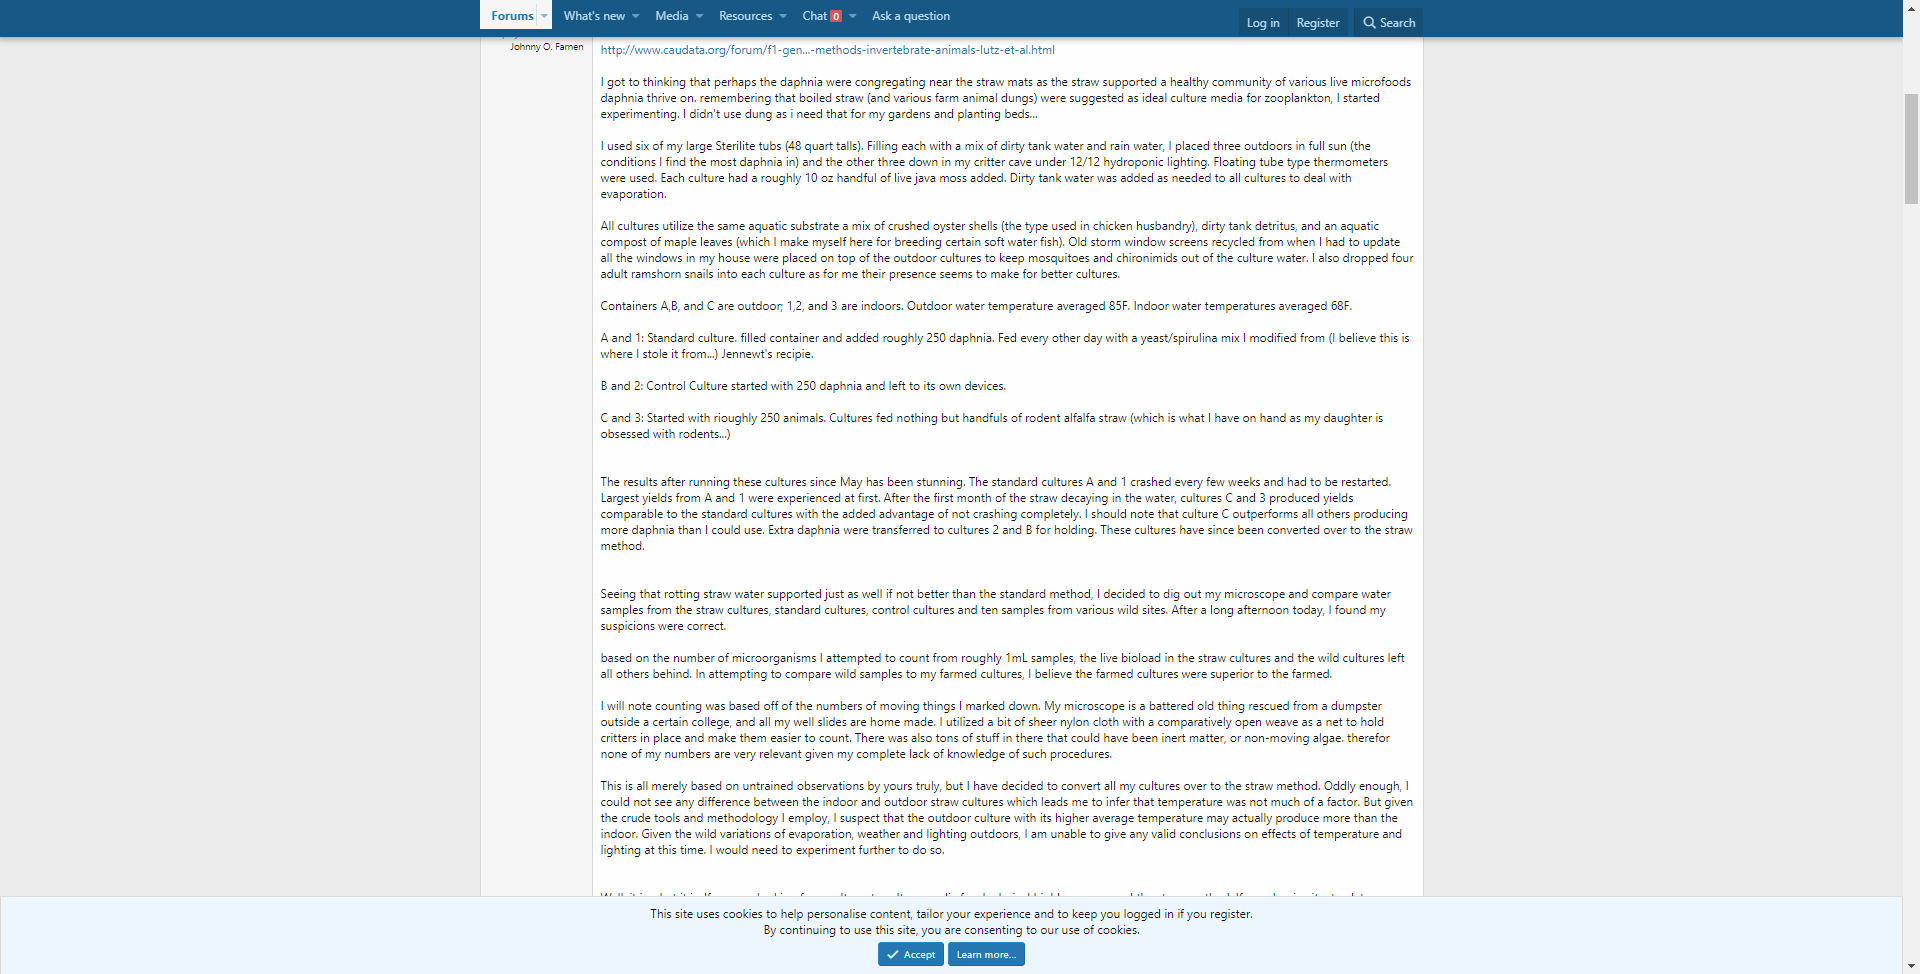 Forums
What's new
Media
Resources
Chat 0
Ask a question
Log in
Register
Search
Johnny O. Farnen
http://www.caudata.org/forum/f1-gen...-methods-invertebrate-animals-lutz-et-al.html
I got to thinking that perhaps the daphnia were congregating near the straw mats as the straw supported a healthy community of various live microfoods
daphnia thrive on. remembering that boiled straw (and various farm animal dungs) were suggested as ideal culture media for zooplankton, I started
experimenting. I didn't use dung as i need that for my gardens and planting beds...
I used six of my large Sterilite tubs (48 quart talls). Filling each with a mix of dirty tank water and rain water, I placed three outdoors in full sun (the
conditions I find the most daphnia in) and the other three down in my critter cave under 12/12 hydroponic lighting. Floating tube type thermometers
were used. Each culture had a roughly 10 oz handful of live java moss added. Dirty tank water was added as needed to all cultures to deal with
evaporation.
All cultures utilize the same aquatic substrate a mix of crushed oyster shells (the type used in chicken husbandry), dirty tank detritus, and an aquatic
compost of maple leaves (which I make myself here for breeding certain soft water fish). Old storm window screens recycled from when I had to update
all the windows in my house were placed on top of the outdoor cultures to keep mosquitoes and chironimids out of the culture water. I also dropped four
adult ramshorn snails into each culture as for me their presence seems to make for better cultures.
Containers A,B, and C are outdoor; 1,2, and 3 are indoors. Outdoor water temperature averaged 85F. Indoor water temperatures averaged 68F.
A and 1: Standard culture. filled container and added roughly 250 daphnia. Fed every other day with a yeast/spirulina mix I modified from (I believe this is
where I stole it from...) Jennewt's recipie.
B and 2: Control Culture started with 250 daphnia and left to its own devices.
C and 3: Started with rioughly 250 animals. Cultures fed nothing but handfuls of rodent alfalfa straw (which is what I have on hand as my daughter is
obsessed with rodents...)
The results after running these cultures since May has been stunning. The standard cultures A and 1 crashed every few weeks and had to be restarted.
Largest yields from A and 1 were experienced at first. After the first month of the straw decaying in the water, cultures C and 3 produced yields
comparable to the standard cultures with the added advantage of not crashing completely. I should note that culture C outperforms all others producing
more daphnia than I could use. Extra daphnia were transferred to cultures 2 and B for holding. These cultures have since been converted over to the straw
method.
Seeing that rotting straw water supported just as well if not better than the standard method, I decided to dig out my microscope and compare water
samples from the straw cultures, standard cultures, control cultures and ten samples from various wild sites. After a long afternoon today, I found my
suspicions were correct.
based on the number of microorganisms I attempted to count from roughly 1mL samples, the live bioload in the straw cultures and the wild cultures left
all others behind. In attempting to compare wild samples to my farmed cultures, I believe the farmed cultures were superior to the farmed.
I will note counting was based off of the numbers of moving things I marked down. My microscope is a battered old thing rescued from a dumpster
outside a certain college, and all my well slides are home made. I utilized a bit of sheer nylon cloth with a comparatively open weave as a net to hold
critters in place and make them easier to count. There was also tons of stuff in there that could have been inert matter, or non-moving algae. therefor
none of my numbers are very relevant given my complete lack of knowledge of such procedures.
This is all merely based on untrained observations by yours truly, but I have decided to convert all my cultures over to the straw method. Oddly enough, I
could not see any difference between the indoor and outdoor straw cultures which leads me to infer that temperature was not much of a factor. But given
the crude tools and methodology I employ, I suspect that the outdoor culture with its higher average temperature may actually produce more than the
indoor. Given the wild variations of evaporation, weather and lighting outdoors, I am unable to give any valid conclusions on effects of temperature and
lighting at this time. I would need to experiment further to do so.
This site uses cookies to help personalise content, tailor your experience and to keep you logged in if you register.
By continuing to use this site, you are consenting to our use of cookies.
Accept
Learn more...